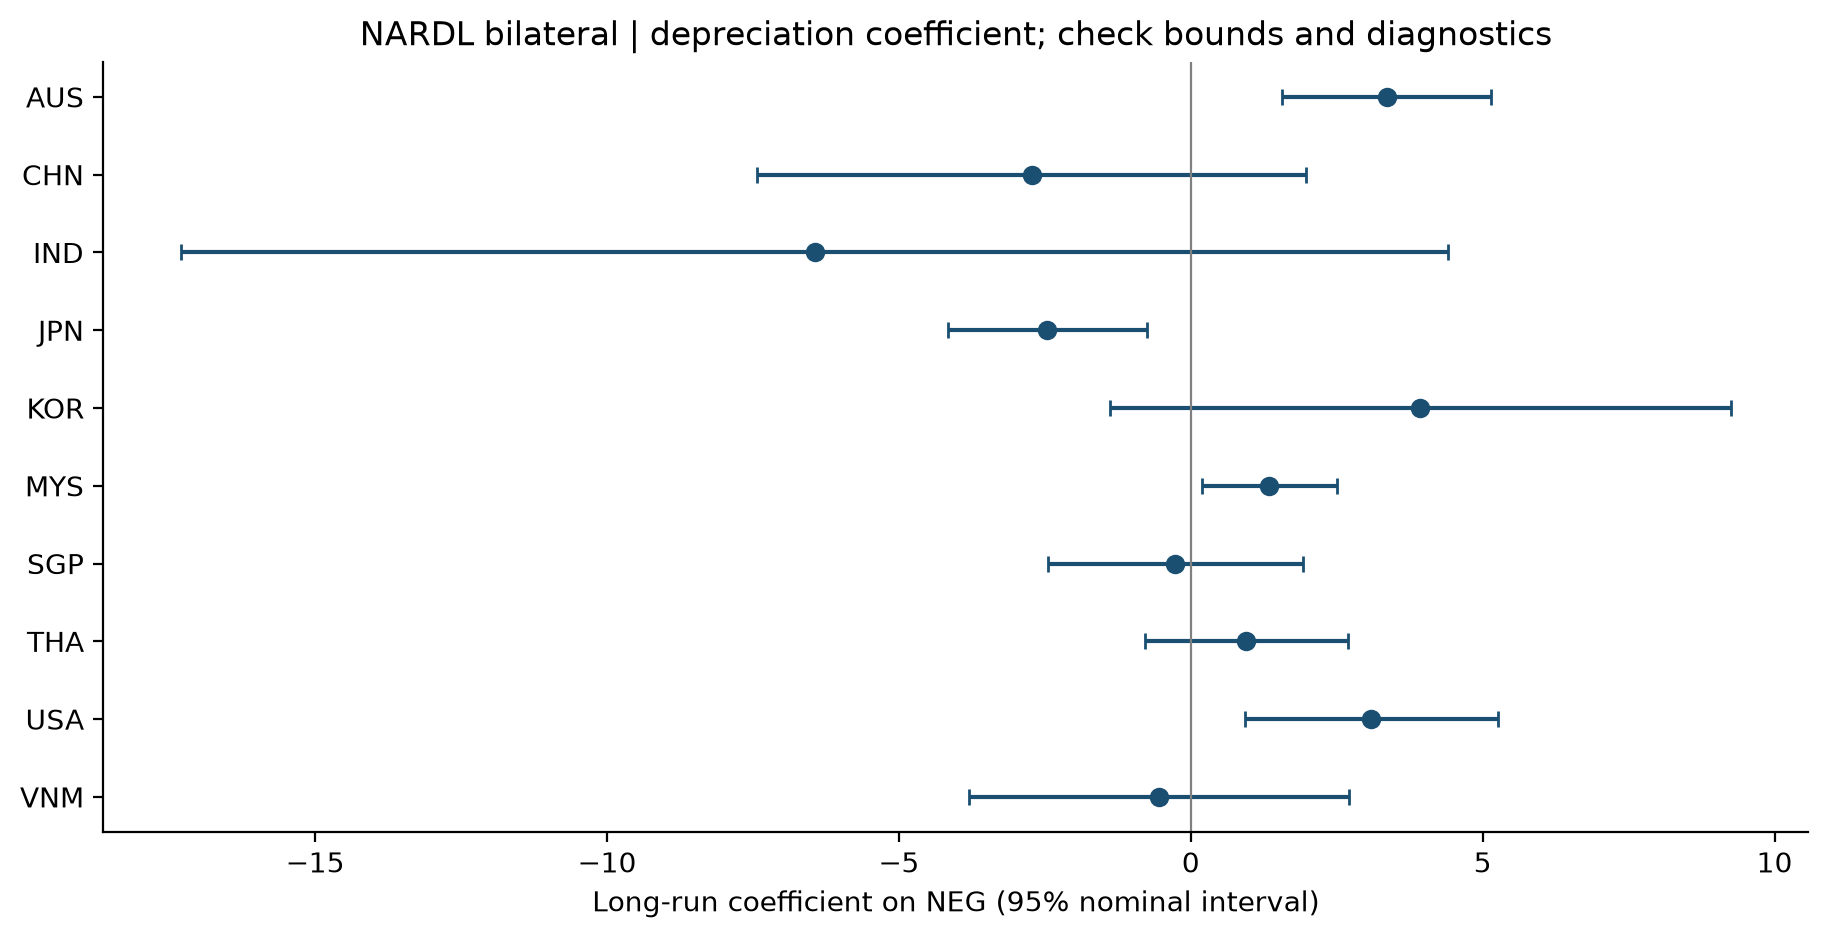 NARDL bilateral | depreciation coefficient; check bounds and diagnostics
AUS
CHN
IND
JPN
KOR
MYS
SGP
THA
USA
VNM
−15 −10 −5 0 5 10
Long-run coefficient on NEG (95% nominal interval)